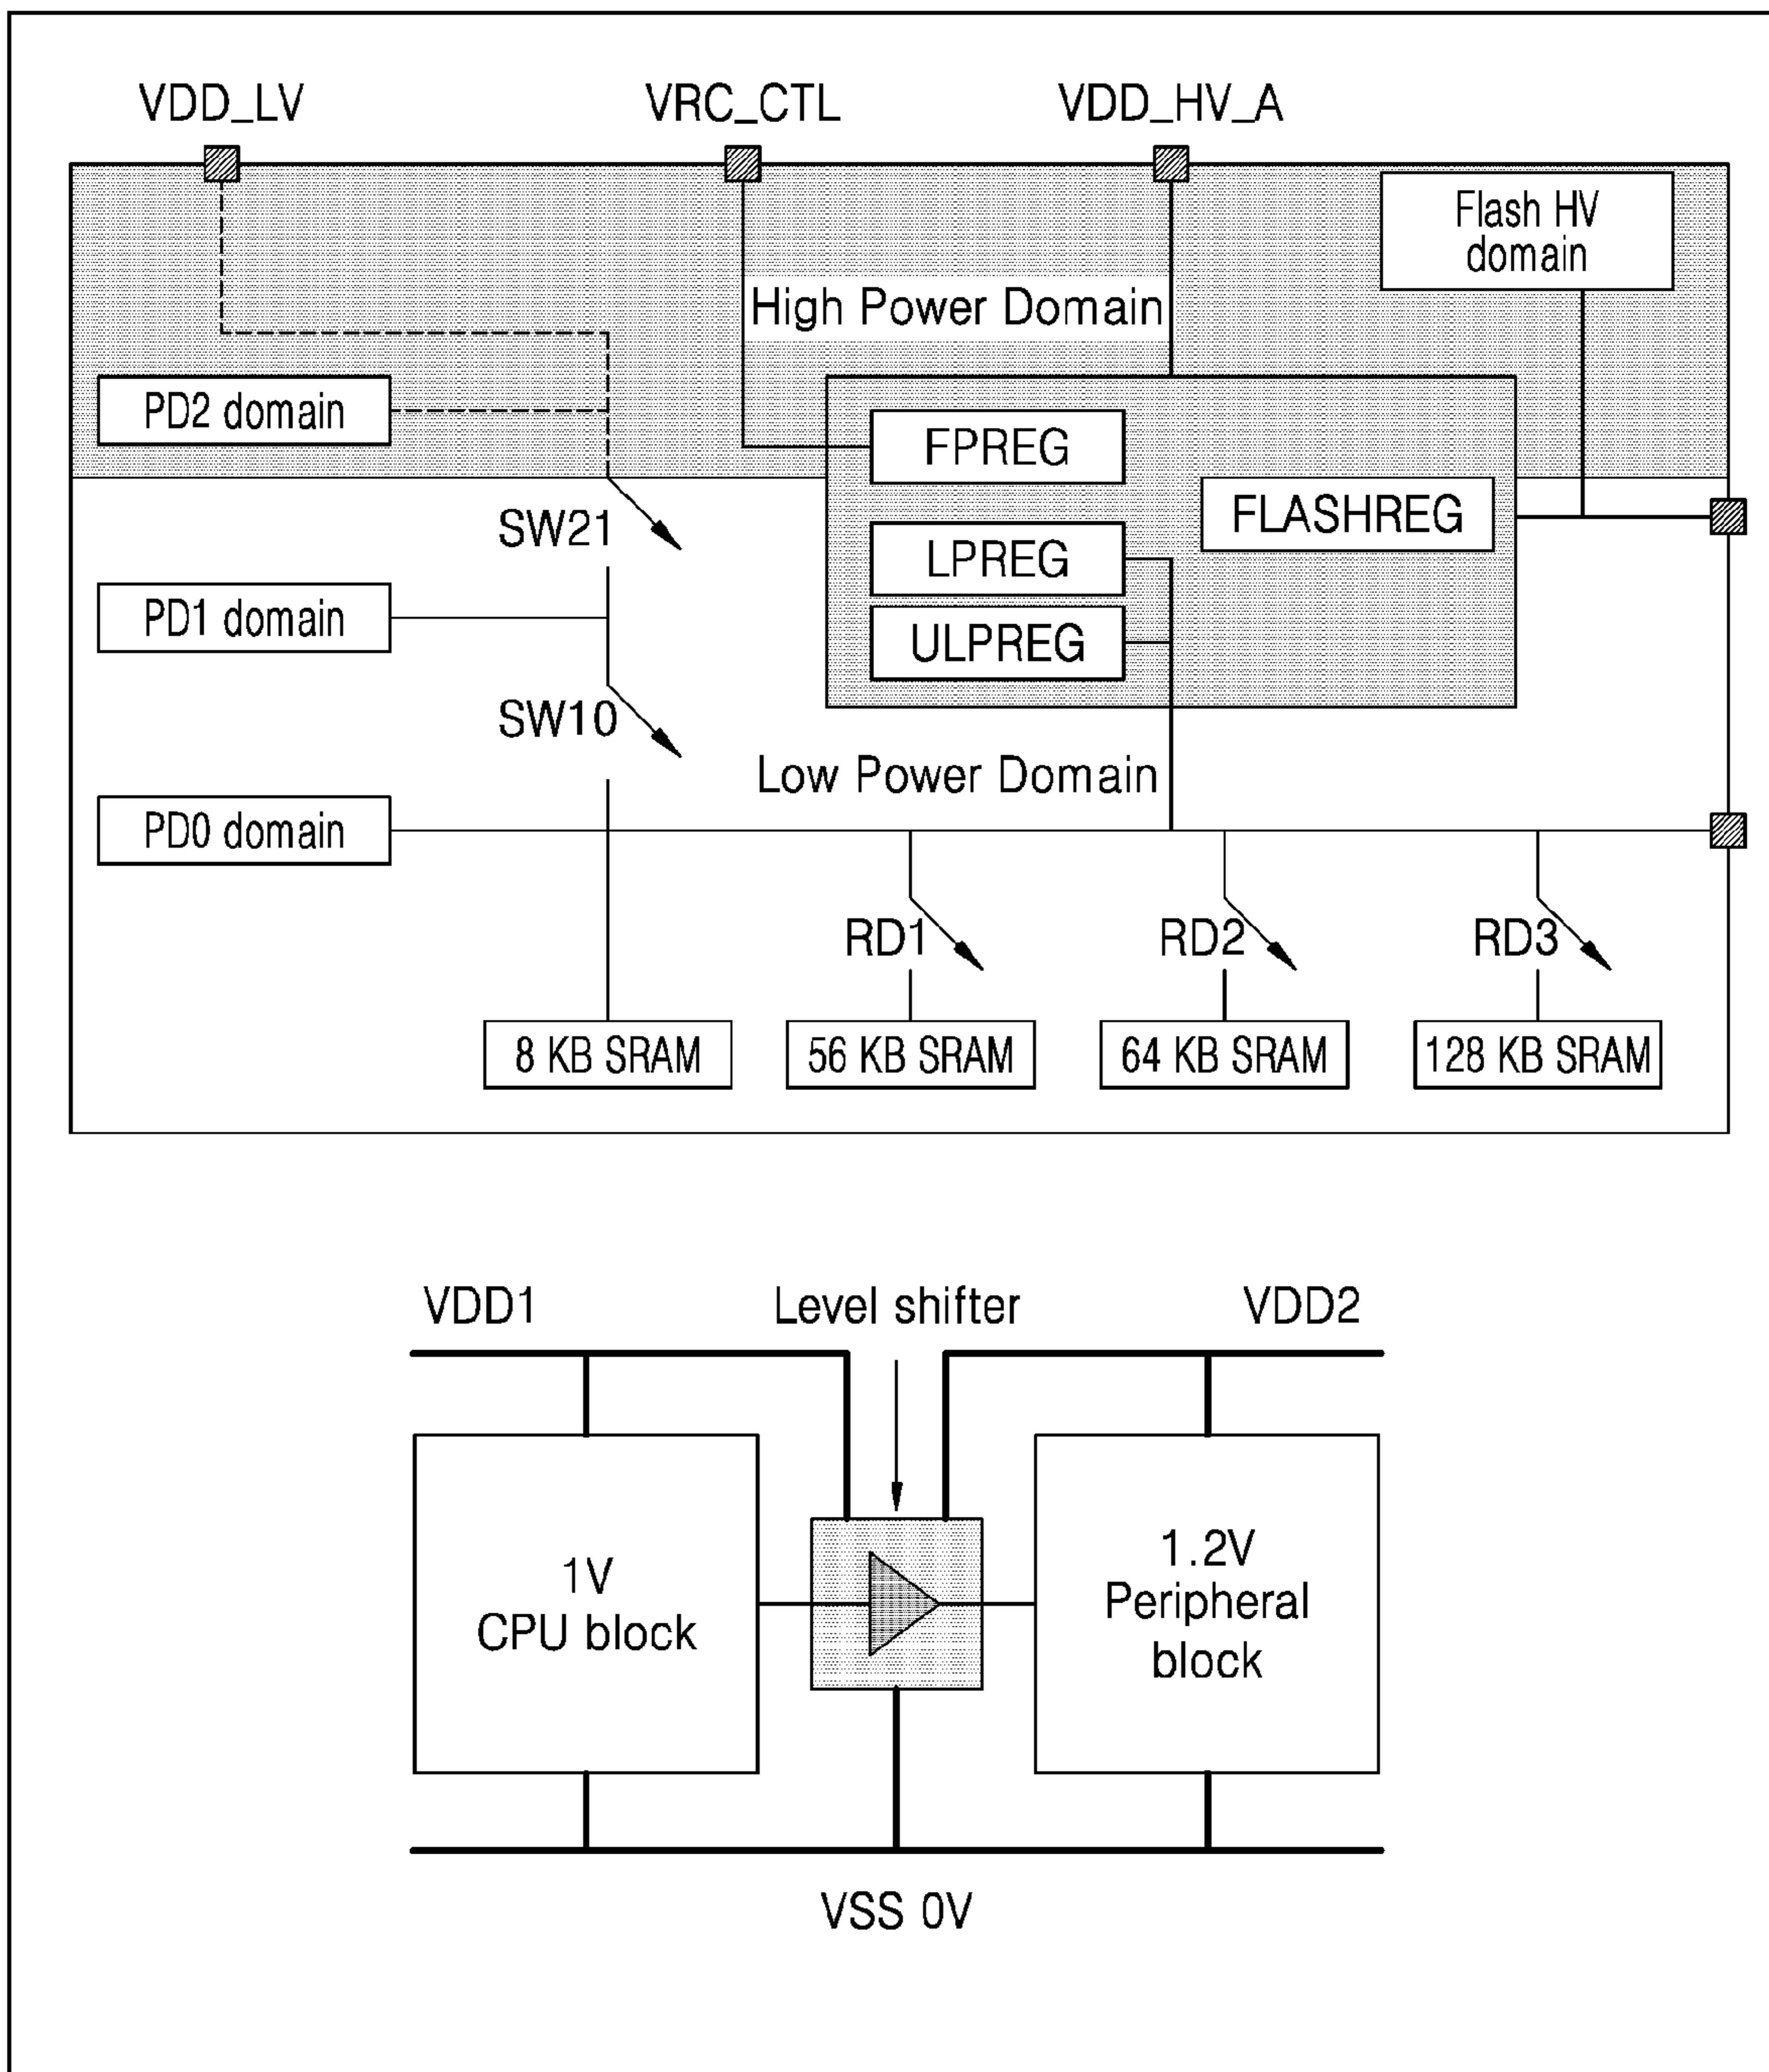 VDD_LV
VRC_CTL
VDD_HV_A
Flash HV
domain
High Power Domain
PD2 domain
FPREG
FLASHREG
SW21
LPREG
PD1 domain
ULPREG
SW10
Low Power Domain
PD0 domain
RD1
RD2
RD3
8 KB SRAM
56 KB SRAM
64 KB SRAM
128 KB SRAM
VDD1
Level shifter
VDD2
1V
CPU block
1.2V
Peripheral
block
VSS 0V